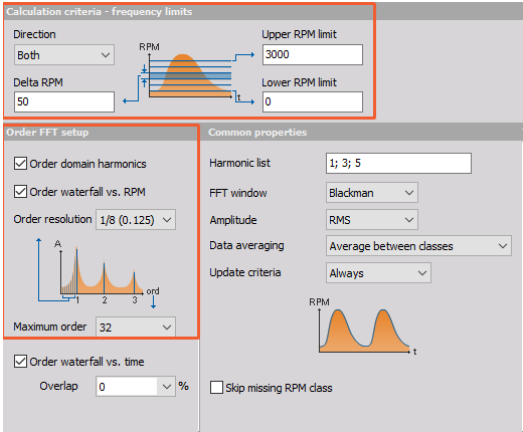 Calculation criteria - frequency limits
Direction
Upper RPM limit
Both
RPM
3000
Delta RPM
Lower RPM limit
50
t
0
Order FFT setup
Common properties
Order domain harmonics
Harmonic list
1; 3; 5
Order waterfall vs. RPM
FFT window
Blackman
Order resolution
1/8 (0.125)
Amplitude
RMS
A
Data averaging
Average between classes
Update criteria
Always
ord
1 2 3
RPM
Maximum order
32
t
Order waterfall vs. time
Overlap
0
%
Skip missing RPM class